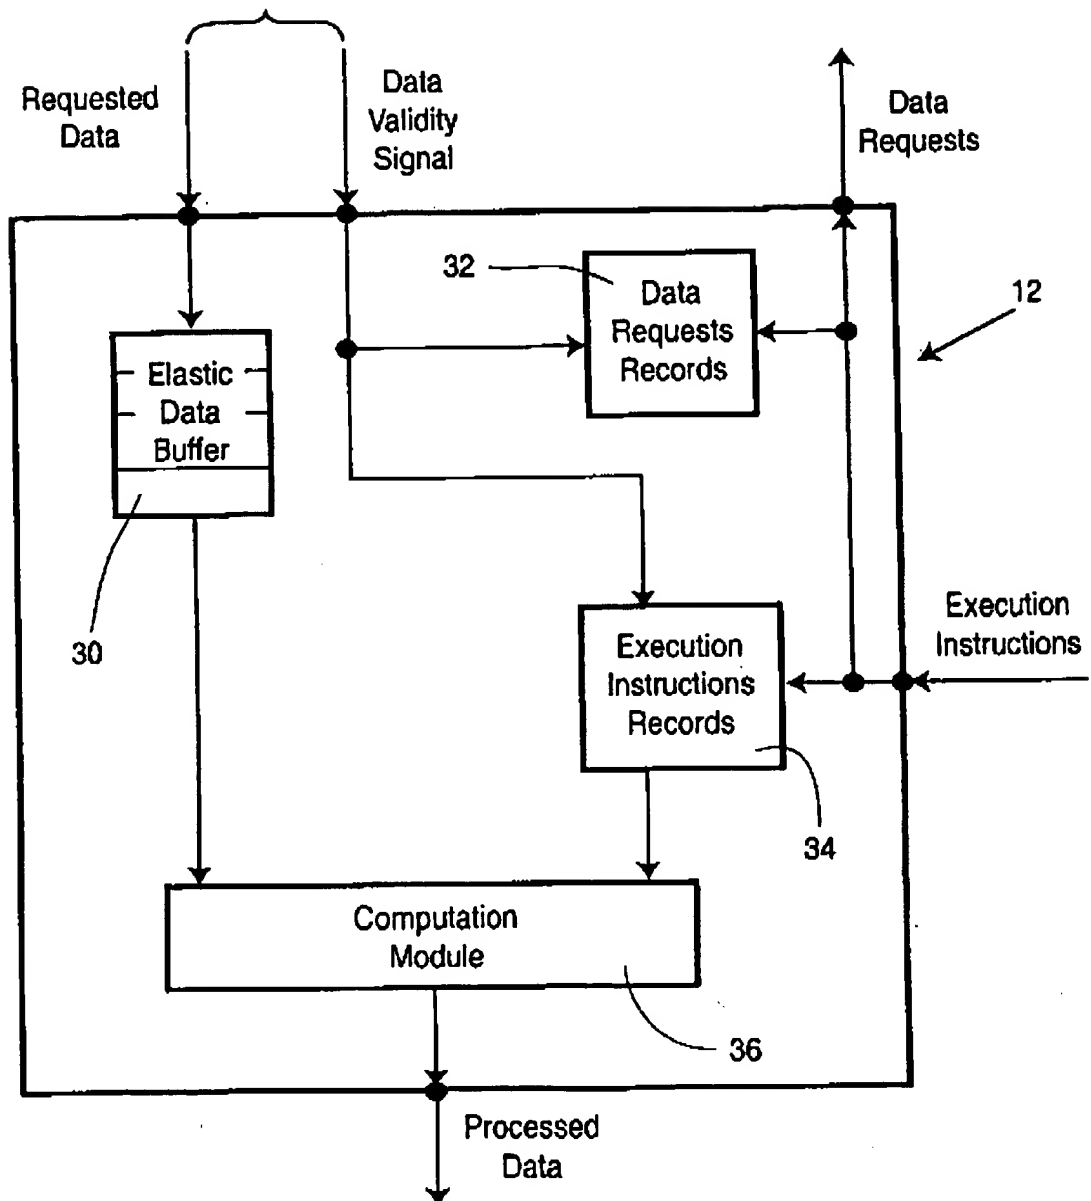 Requested
Data
Data
Validity
Signal
Data
Requests
32
Data
Requests
Records
12
Elastic
Data
Buffer
30
Execution
Instructions
Execution
Instructions
Records
34
Computation
Module
36
Processed
Data